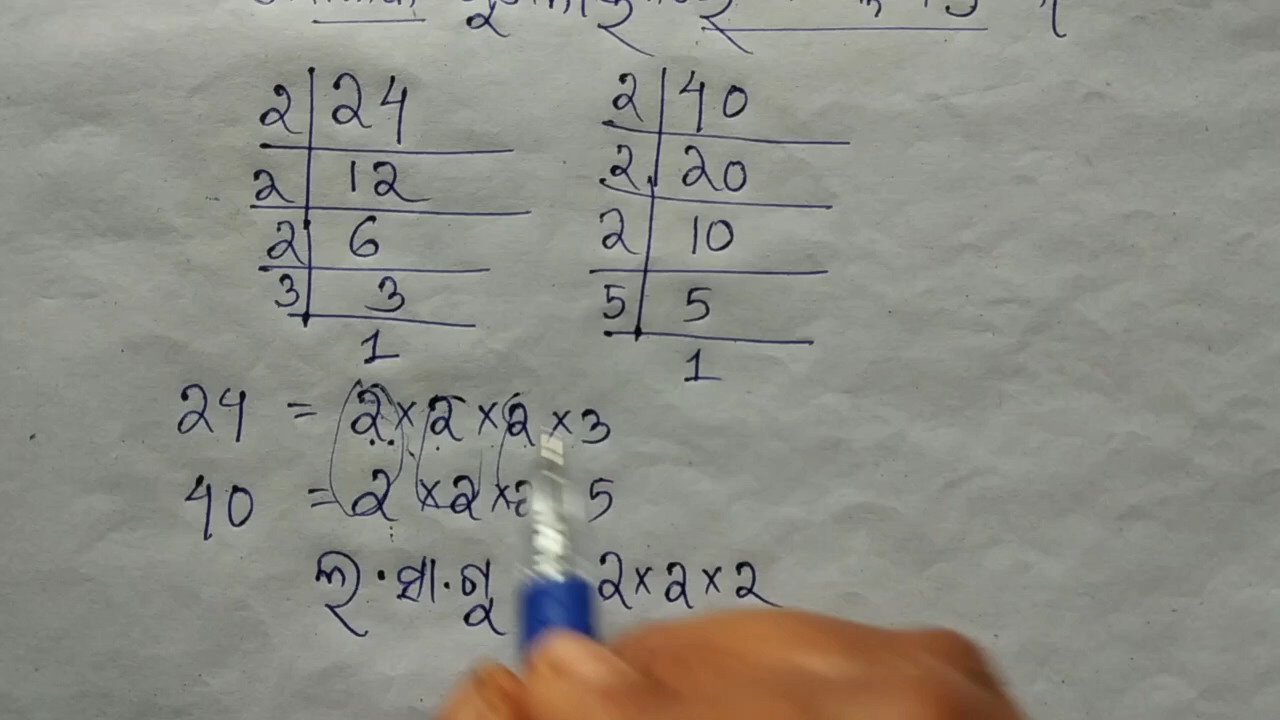 2 | 24
2 | 12
2 | 6
3 | 3
1
2 | 40
2 | 20
2 | 10
5 | 5
1
24 = 2 × 2 × 2 × 3
40 = 2 × 2 × 2 5
ଲ.ସା.ଗୁ 2 × 2 × 2